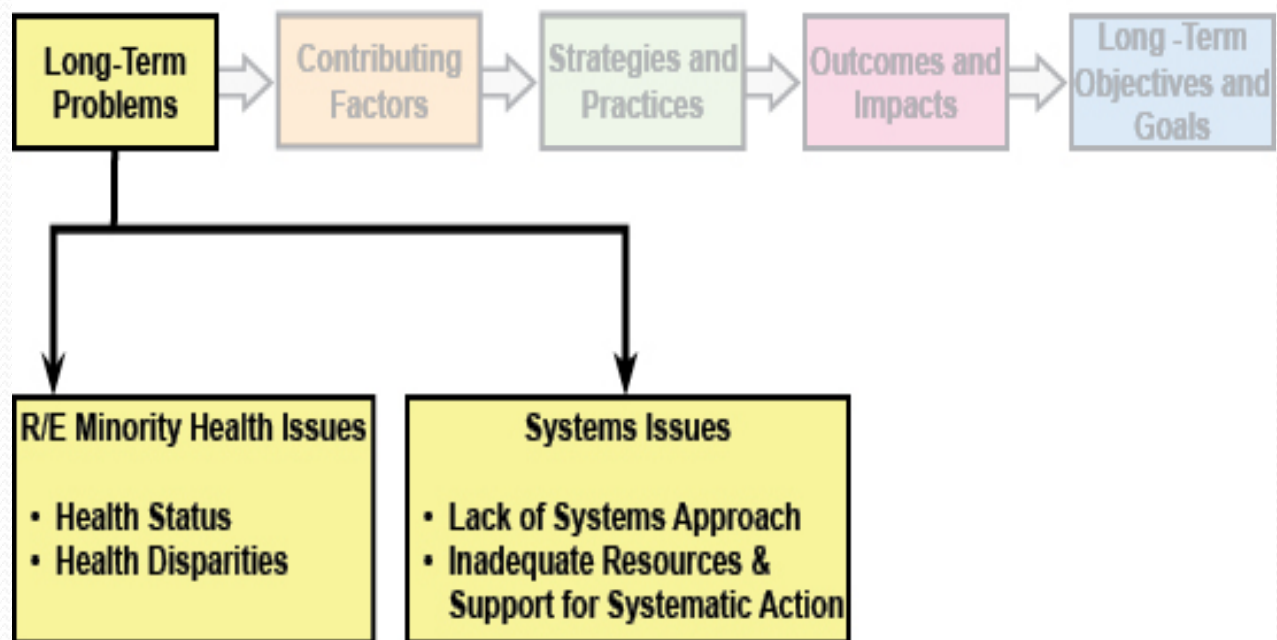 Long-Term
Problems
Contributing
Factors
Strategies and
Practices
Outcomes and
Impacts
Long -Term
Objectives and
Goals
R/E Minority Health Issues
• Health Status
• Health Disparities
Systems Issues
• Lack of Systems Approach
• Inadequate Resources &
Support for Systematic Action